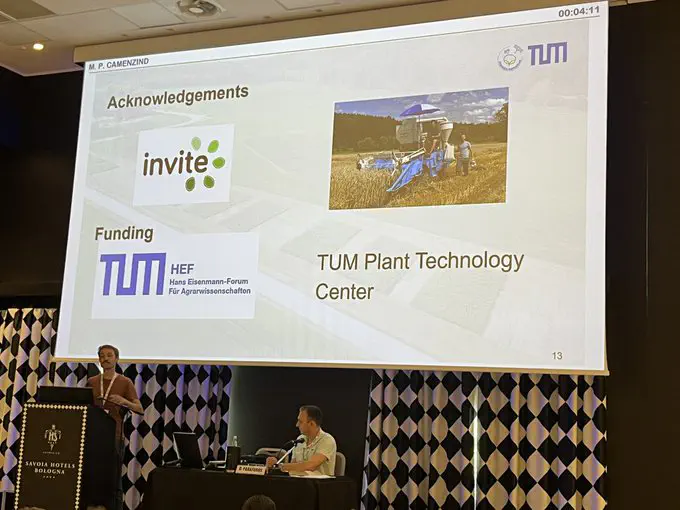 00:04:11
M. P. CAMENZIND
TUM
Acknowledgements
invite
Funding
TUM
HEF
Hans Eisenmann-Forum
Für Agrarwissenschaften
TUM Plant Technology
Center
13
HS
SAVOIA HOTELS
BOLOGNA